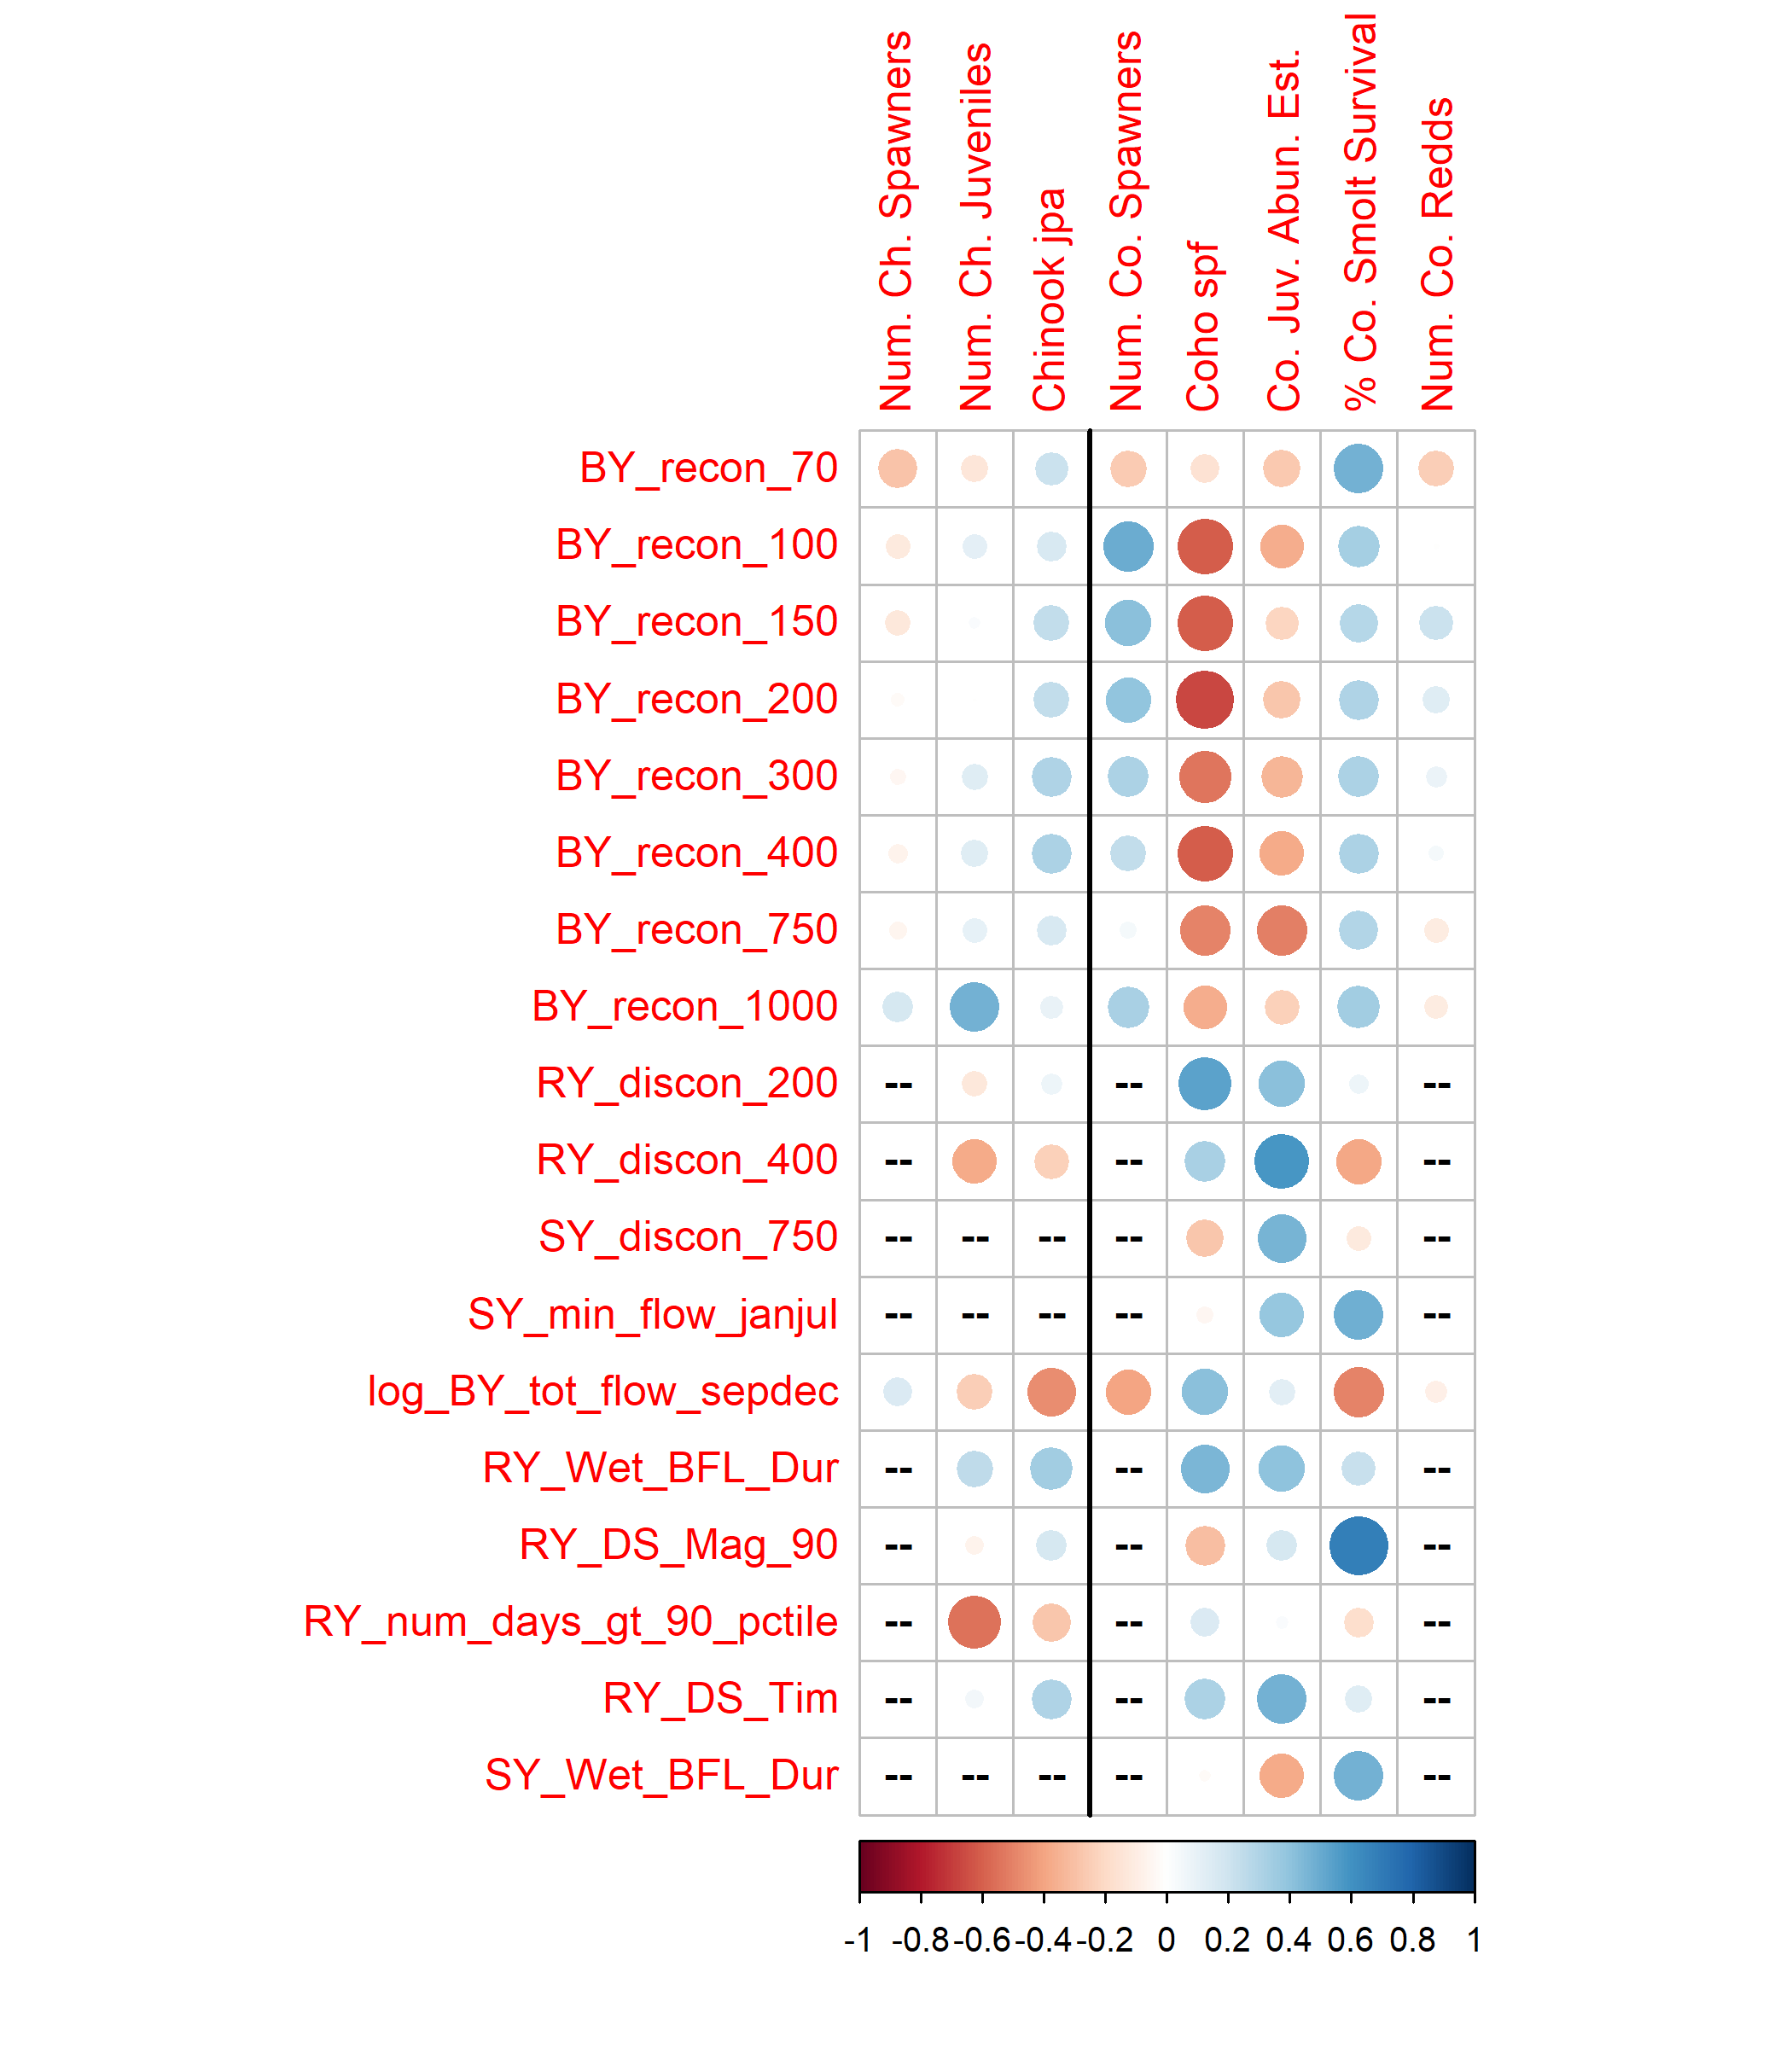 Num. Ch. Spawners
Num. Ch. Juveniles
Chinook jpa
Num. Co. Spawners
Coho spf
Co. Juv. Abun. Est.
% Co. Smolt Survival
Num. Co. Redds
BY_recon_70
BY_recon_100
BY_recon_150
BY_recon_200
BY_recon_300
BY_recon_400
BY_recon_750
BY_recon_1000
RY_discon_200 -- -- --
RY_discon_400 -- -- --
SY_discon_750 -- -- -- -- --
SY_min_flow_janjul -- -- -- -- --
log_BY_tot_flow_sepdec
RY_Wet_BFL_Dur -- -- --
RY_DS_Mag_90 -- -- --
RY_num_days_gt_90_pctile -- -- --
RY_DS_Tim -- -- --
SY_Wet_BFL_Dur -- -- -- -- --
-1 -0.8 -0.6 -0.4 -0.2 0 0.2 0.4 0.6 0.8 1